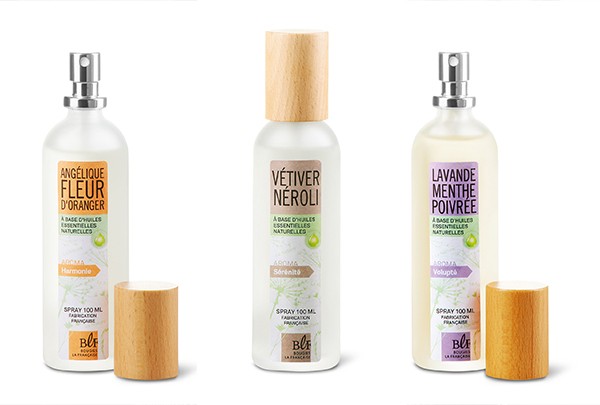 ANGÉLIQUE
FLEUR
D'ORANGER
À BASE D'HUILES
ESSENTIELLES
NATURELLES
AROMA
Harmonie
SPRAY 100 ML
FABRICATION
FRANÇAISE
BLF
BOUGIES
LA FRANÇAISE
VÉTIVER
NÉROLI
À BASE D'HUILES
ESSENTIELLES
NATURELLES
AROMA
Sérénité
SPRAY 100 ML
FABRICATION
FRANÇAISE
BLF
BOUGIES
LA FRANÇAISE
LAVANDE
MENTHE
POIVRÉE
À BASE D'HUILES
ESSENTIELLES
NATURELLES
AROMA
Volupté
SPRAY 100 ML
FABRICATION
FRANÇAISE
BLF
BOUGIES
LA FRANÇAISE